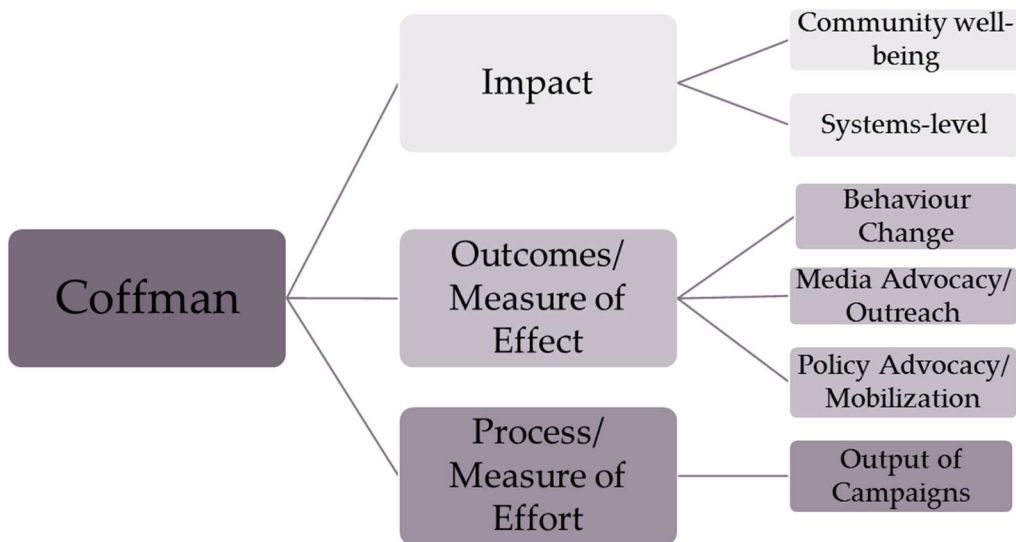 Coffman
Impact
Community well-
being
Systems-level
Outcomes/
Measure of
Effect
Behaviour
Change
Media Advocacy/
Outreach
Policy Advocacy/
Mobilization
Process/
Measure of
Effort
Output of
Campaigns